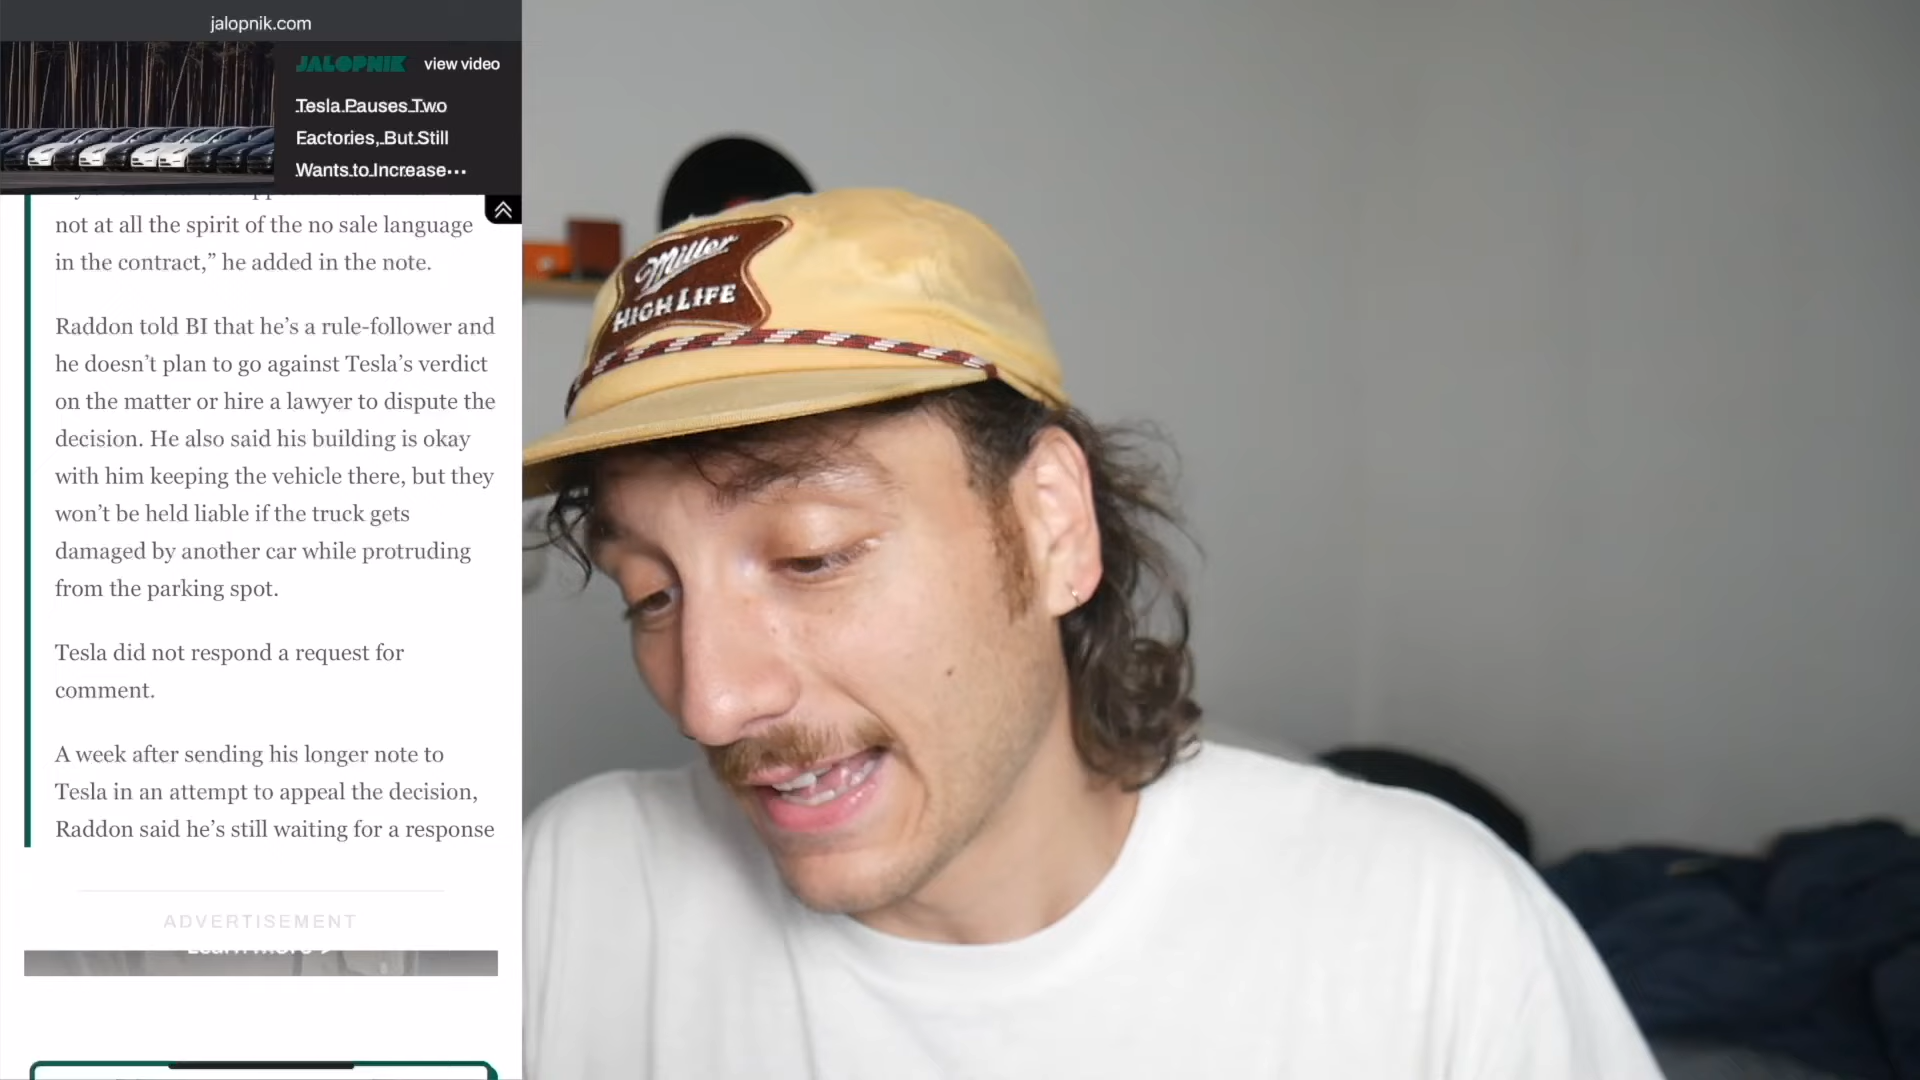 jalopnik.com
JALOPNIK view video
Tesla Pauses Two
Factories, But Still
Wants to Increase...
not at all the spirit of the no sale language
in the contract,” he added in the note.
Raddon told BI that he’s a rule-follower and
he doesn’t plan to go against Tesla’s verdict
on the matter or hire a lawyer to dispute the
decision. He also said his building is okay
with him keeping the vehicle there, but they
won’t be held liable if the truck gets
damaged by another car while protruding
from the parking spot.
Tesla did not respond a request for
comment.
A week after sending his longer note to
Tesla in an attempt to appeal the decision,
Raddon said he’s still waiting for a response
ADVERTISEMENT
Learn More >
Miller
HIGH LIFE